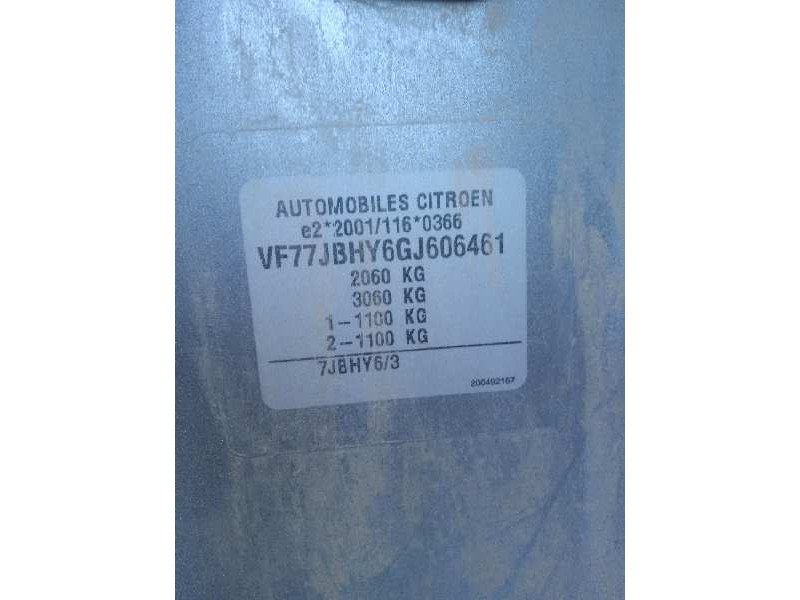 AUTOMOBILES CITROEN
e2*2001/116*0366
VF77JBHY6GJ606461
2060 KG
3060 KG
1-1100 KG
2-1100 KG
7JBHY6/3
200492167